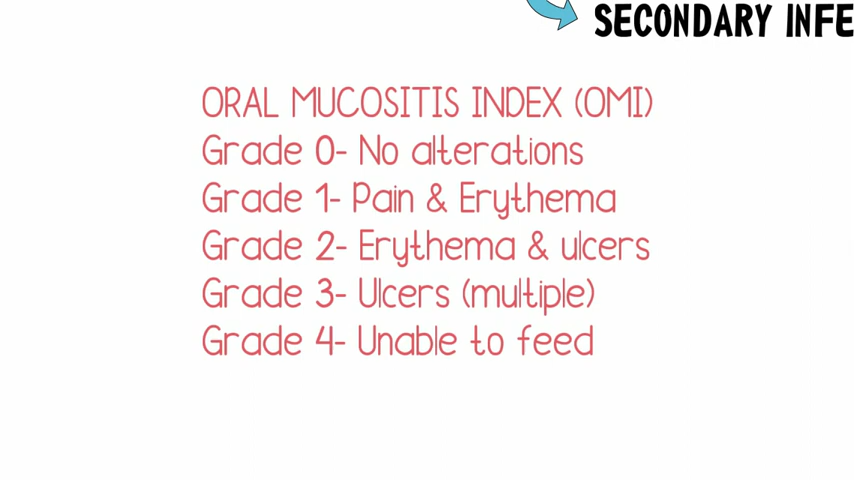 SECONDARY INFE
ORAL MUCOSITIS INDEX (OMI)
Grade 0- No alterations
Grade 1- Pain & Erythema
Grade 2- Erythema & ulcers
Grade 3- Ulcers (multiple)
Grade 4- Unable to feed